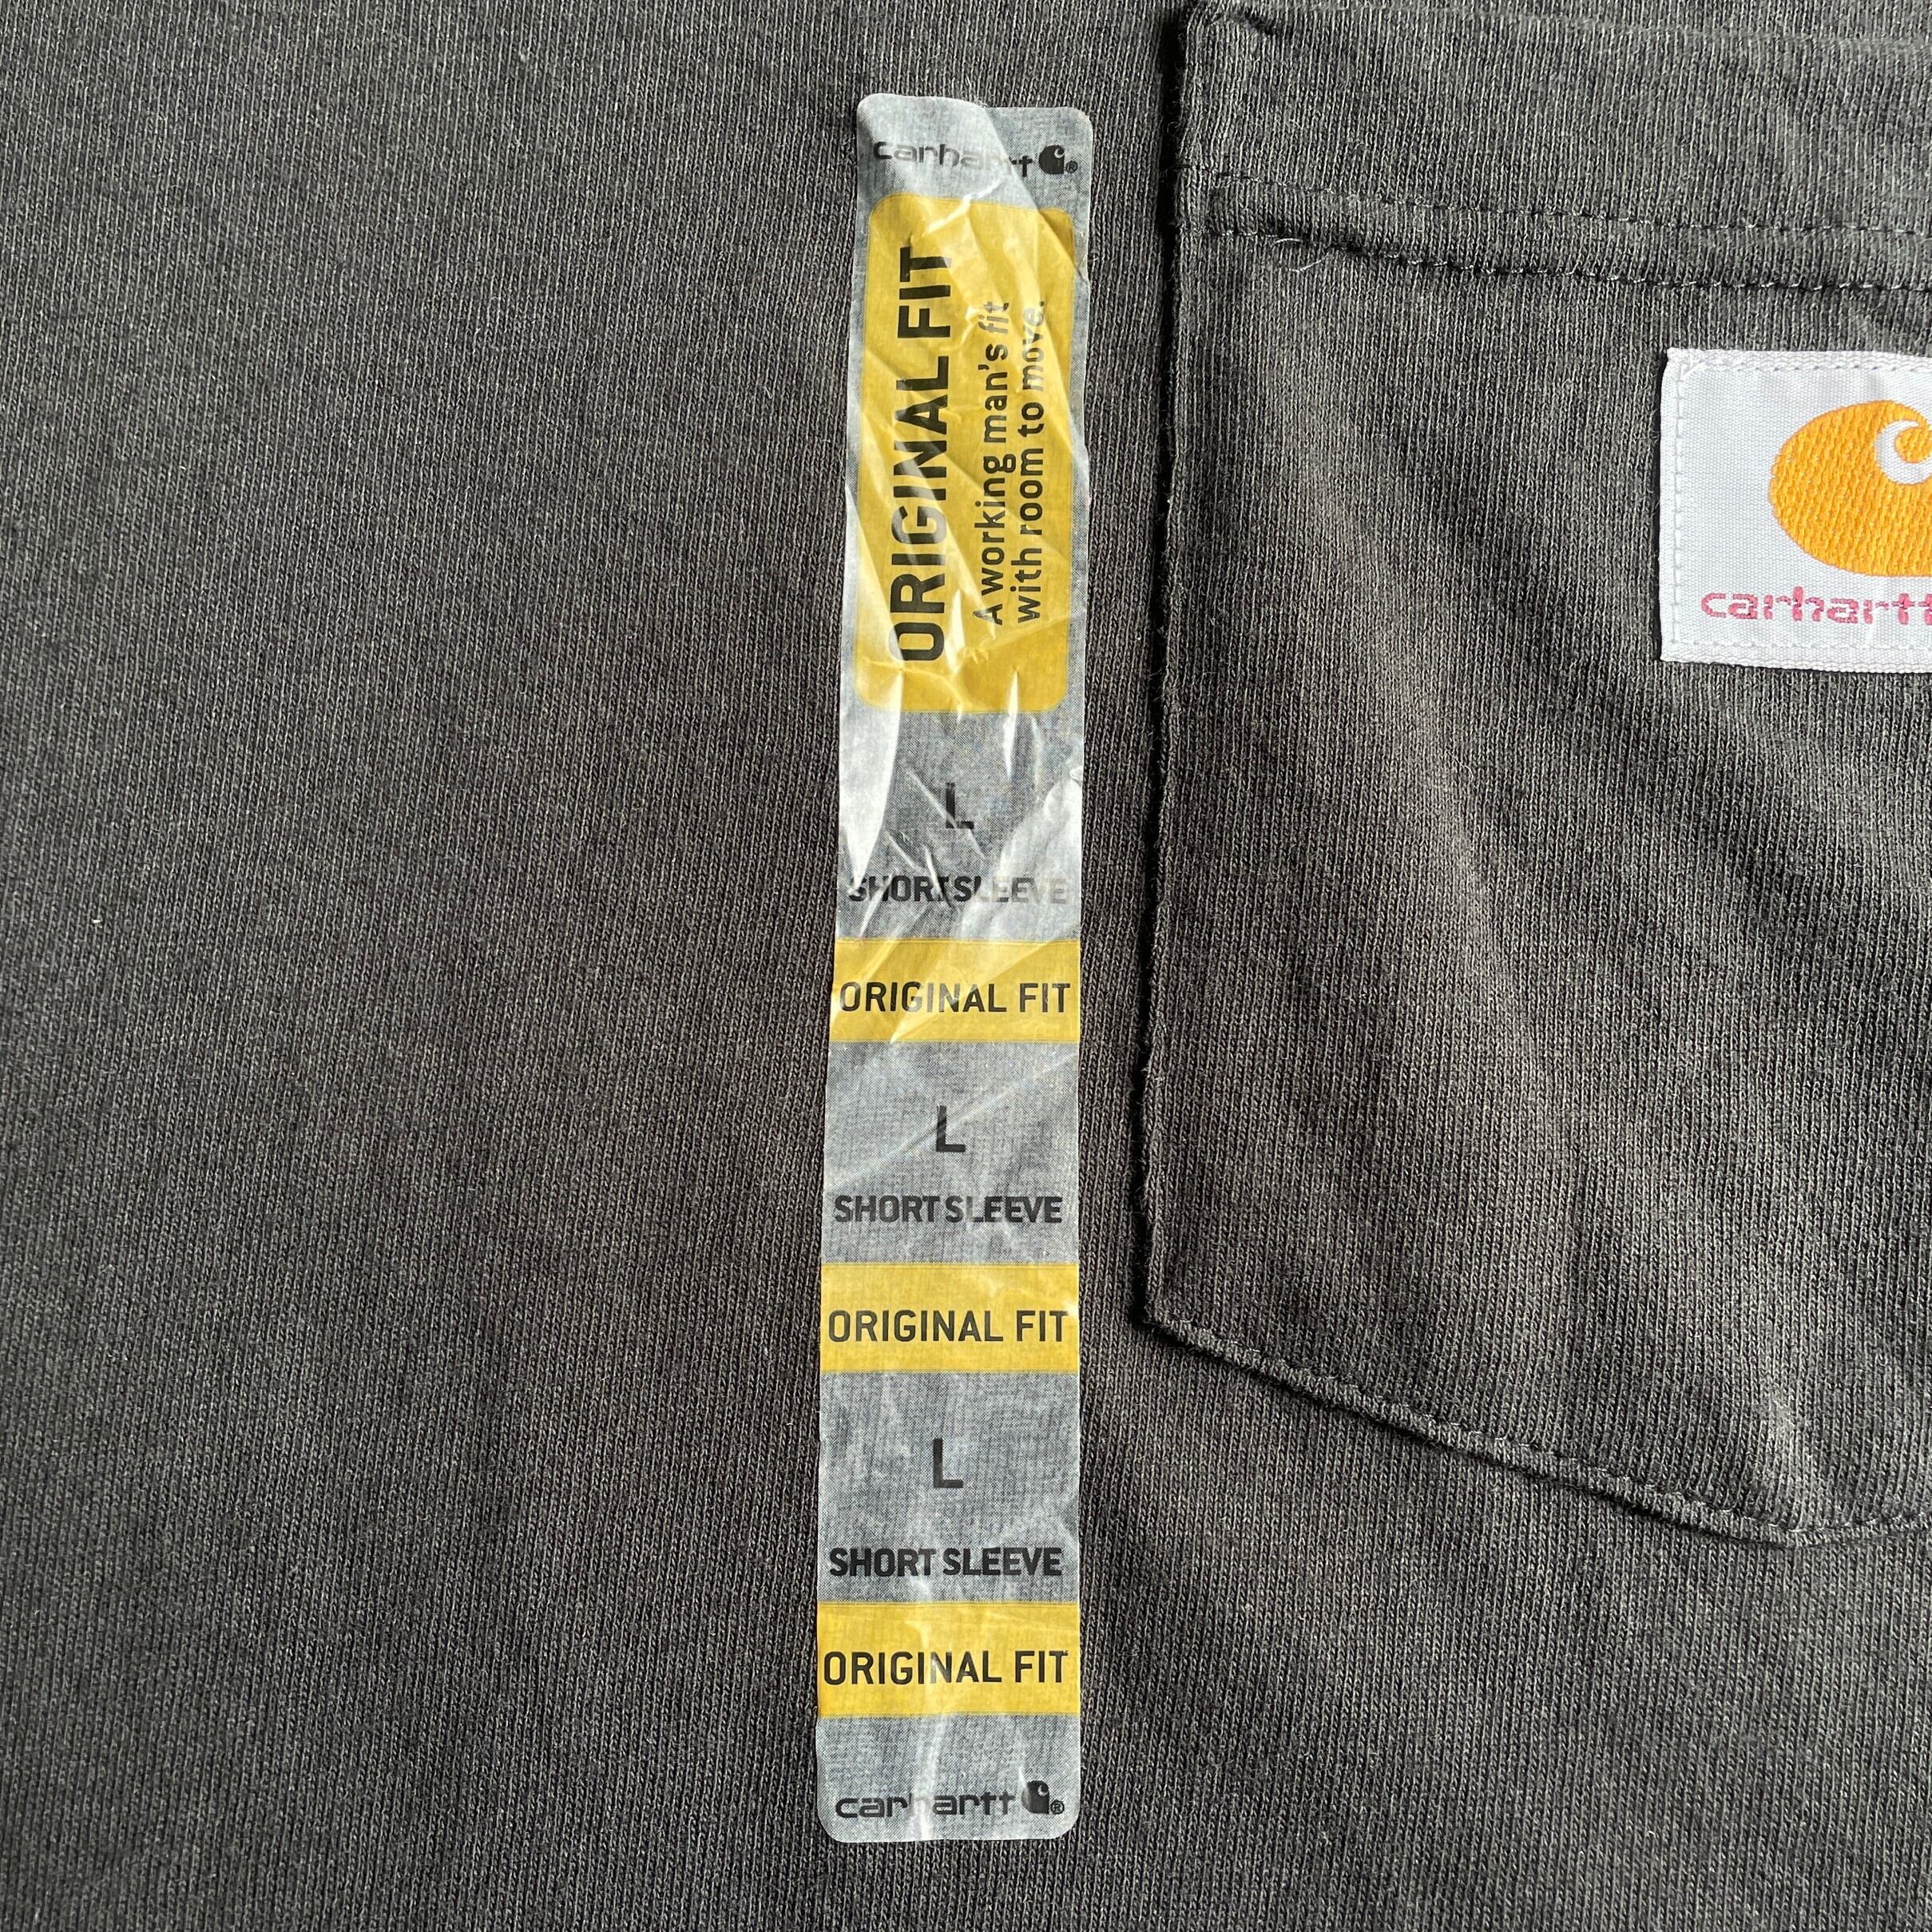 carhartt
ORIGINAL FIT
A working man's fit
with room to move.
L
SHORT SLEEVE
ORIGINAL FIT
L
SHORT SLEEVE
ORIGINAL FIT
L
SHORT SLEEVE
ORIGINAL FIT
carhartt
carhartt